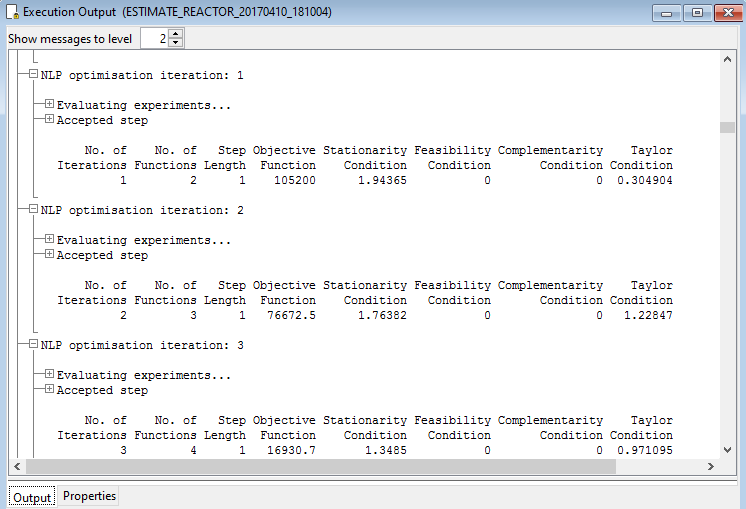 Execution Output (ESTIMATE_REACTOR_20170410_181004)
Show messages to level 2
NLP optimisation iteration: 1
Evaluating experiments...
Accepted step
No. of No. of Step Objective Stationarity Feasibility Complementarity Taylor
Iterations Functions Length Function Condition Condition Condition Condition
1 2 1 105200 1.94365 0 0 0.304904
NLP optimisation iteration: 2
Evaluating experiments...
Accepted step
No. of No. of Step Objective Stationarity Feasibility Complementarity Taylor
Iterations Functions Length Function Condition Condition Condition Condition
2 3 1 76672.5 1.76382 0 0 1.22847
NLP optimisation iteration: 3
Evaluating experiments...
Accepted step
No. of No. of Step Objective Stationarity Feasibility Complementarity Taylor
Iterations Functions Length Function Condition Condition Condition Condition
3 4 1 16930.7 1.3485 0 0 0.971095
Output Properties